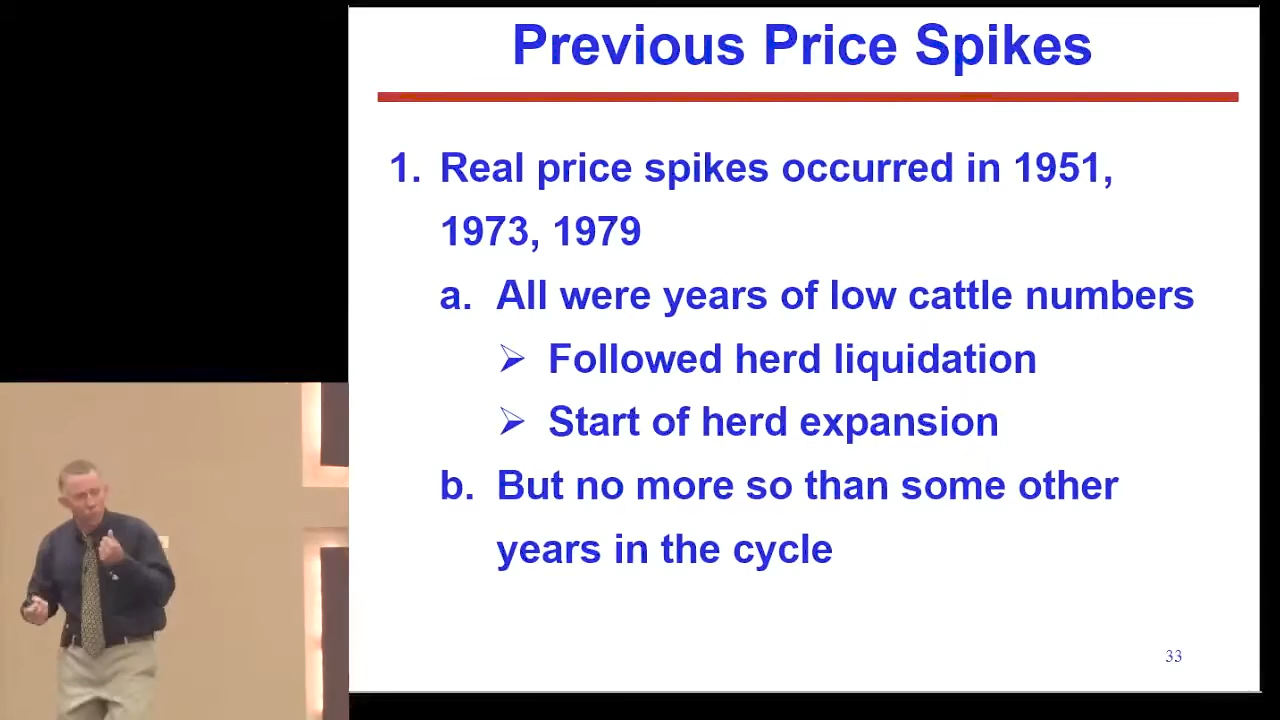 Previous Price Spikes
1. Real price spikes occurred in 1951,
1973, 1979
a. All were years of low cattle numbers
➢ Followed herd liquidation
➢ Start of herd expansion
b. But no more so than some other
years in the cycle
33